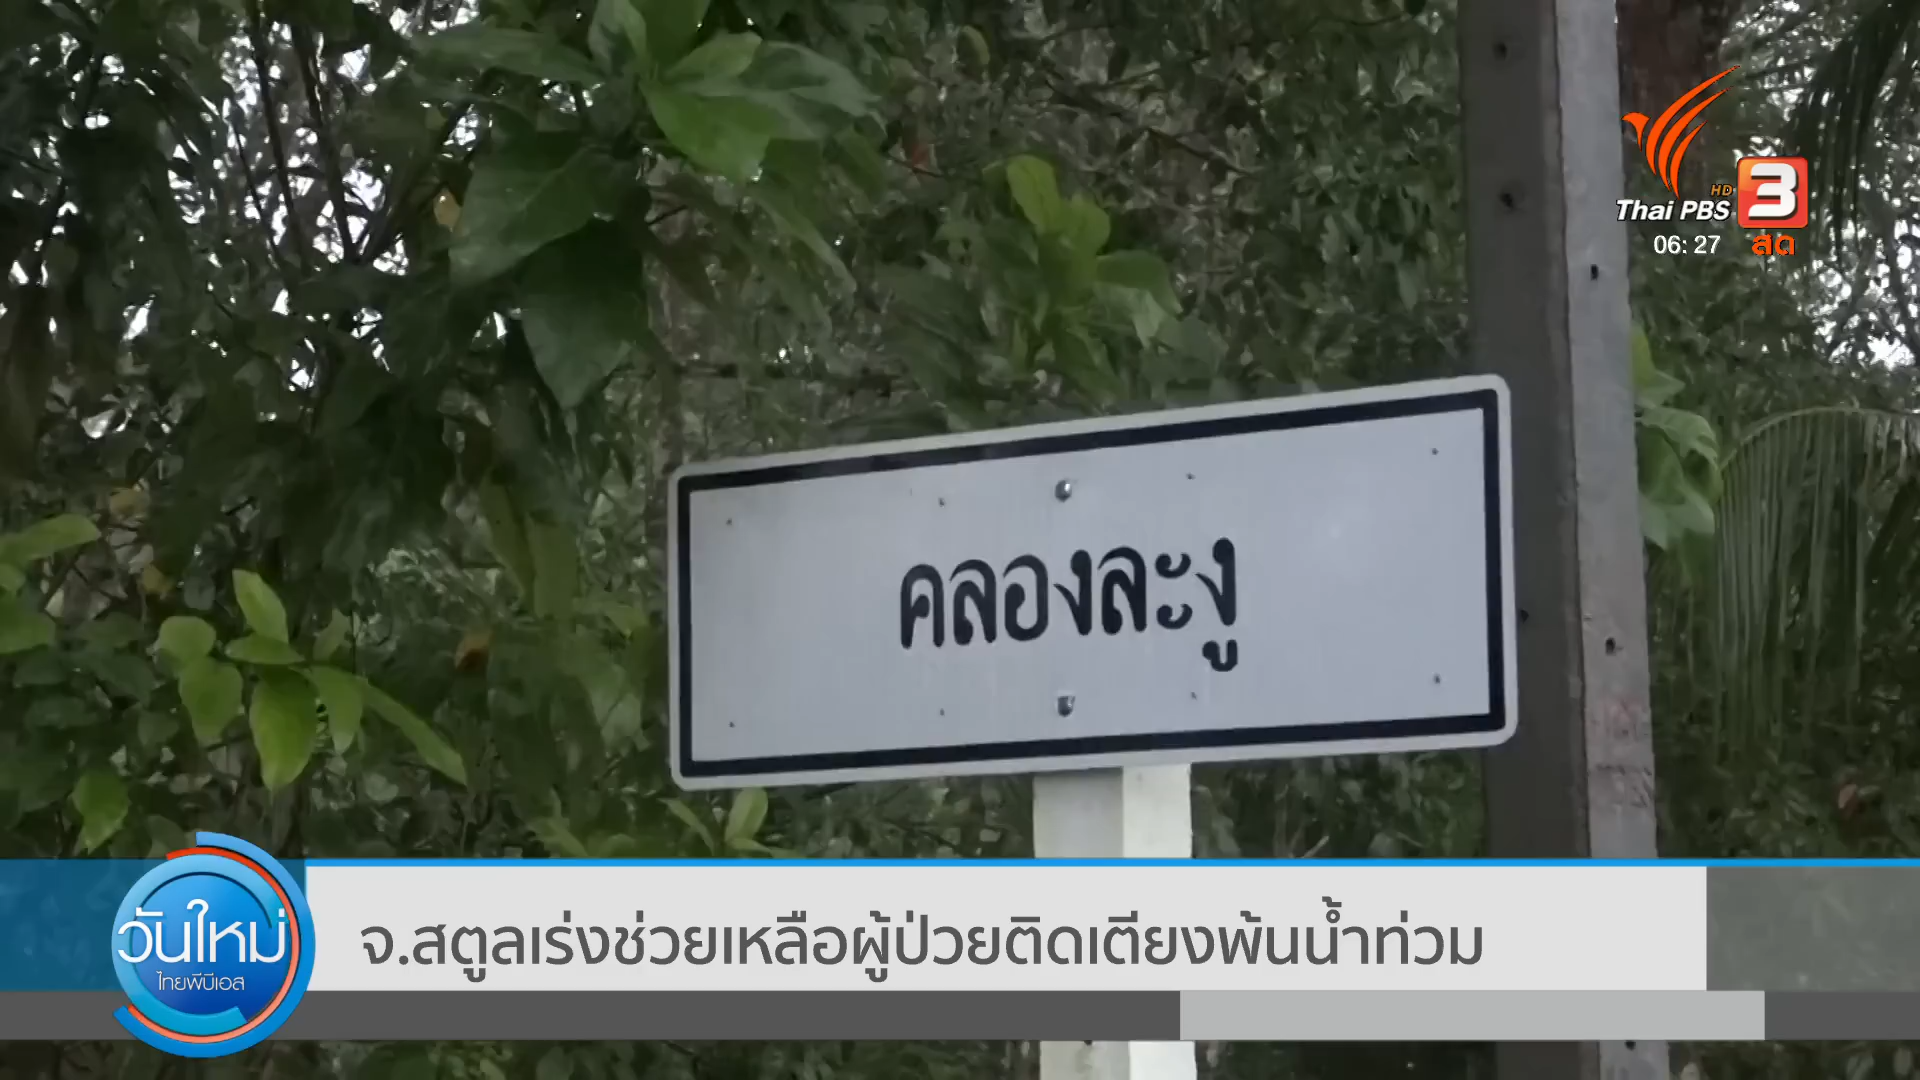 HD
Thai PBS 3
06: 27 สด
คลองละงู
วันใหม่
ไทยพีบีเอส
จ.สตูลเร่งช่วยเหลือผู้ป่วยติดเตียงพ้นน้ำท่วม